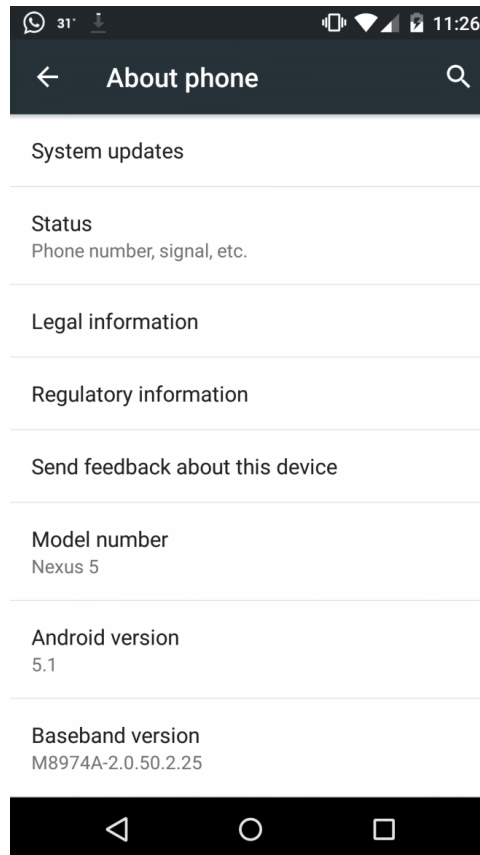 31° 11:26
About phone
System updates
Status
Phone number, signal, etc.
Legal information
Regulatory information
Send feedback about this device
Model number
Nexus 5
Android version
5.1
Baseband version
M8974A-2.0.50.2.25